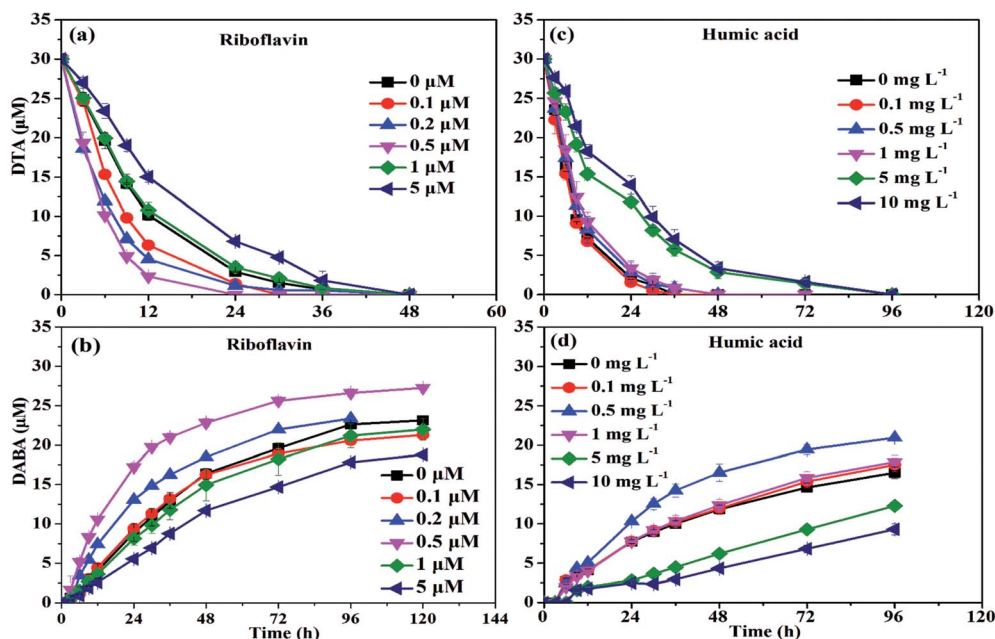 (a)
Riboflavin
35
30
25
20
15
10
5
0
DTA (µM)
0 µM
0.1 µM
0.2 µM
0.5 µM
1 µM
5 µM
0 12 24 36 48 60
(c)
Humic acid
35
30
25
20
15
10
5
0
0 mg L⁻¹
0.1 mg L⁻¹
0.5 mg L⁻¹
1 mg L⁻¹
5 mg L⁻¹
10 mg L⁻¹
0 24 48 72 96 120
(b)
Riboflavin
35
30
25
20
15
10
5
0
DABA (µM)
0 µM
0.1 µM
0.2 µM
0.5 µM
1 µM
5 µM
0 24 48 72 96 120 144
Time (h)
(d)
Humic acid
35
30
25
20
15
10
5
0
0 mg L⁻¹
0.1 mg L⁻¹
0.5 mg L⁻¹
1 mg L⁻¹
5 mg L⁻¹
10 mg L⁻¹
0 24 48 72 96 120
Time (h)